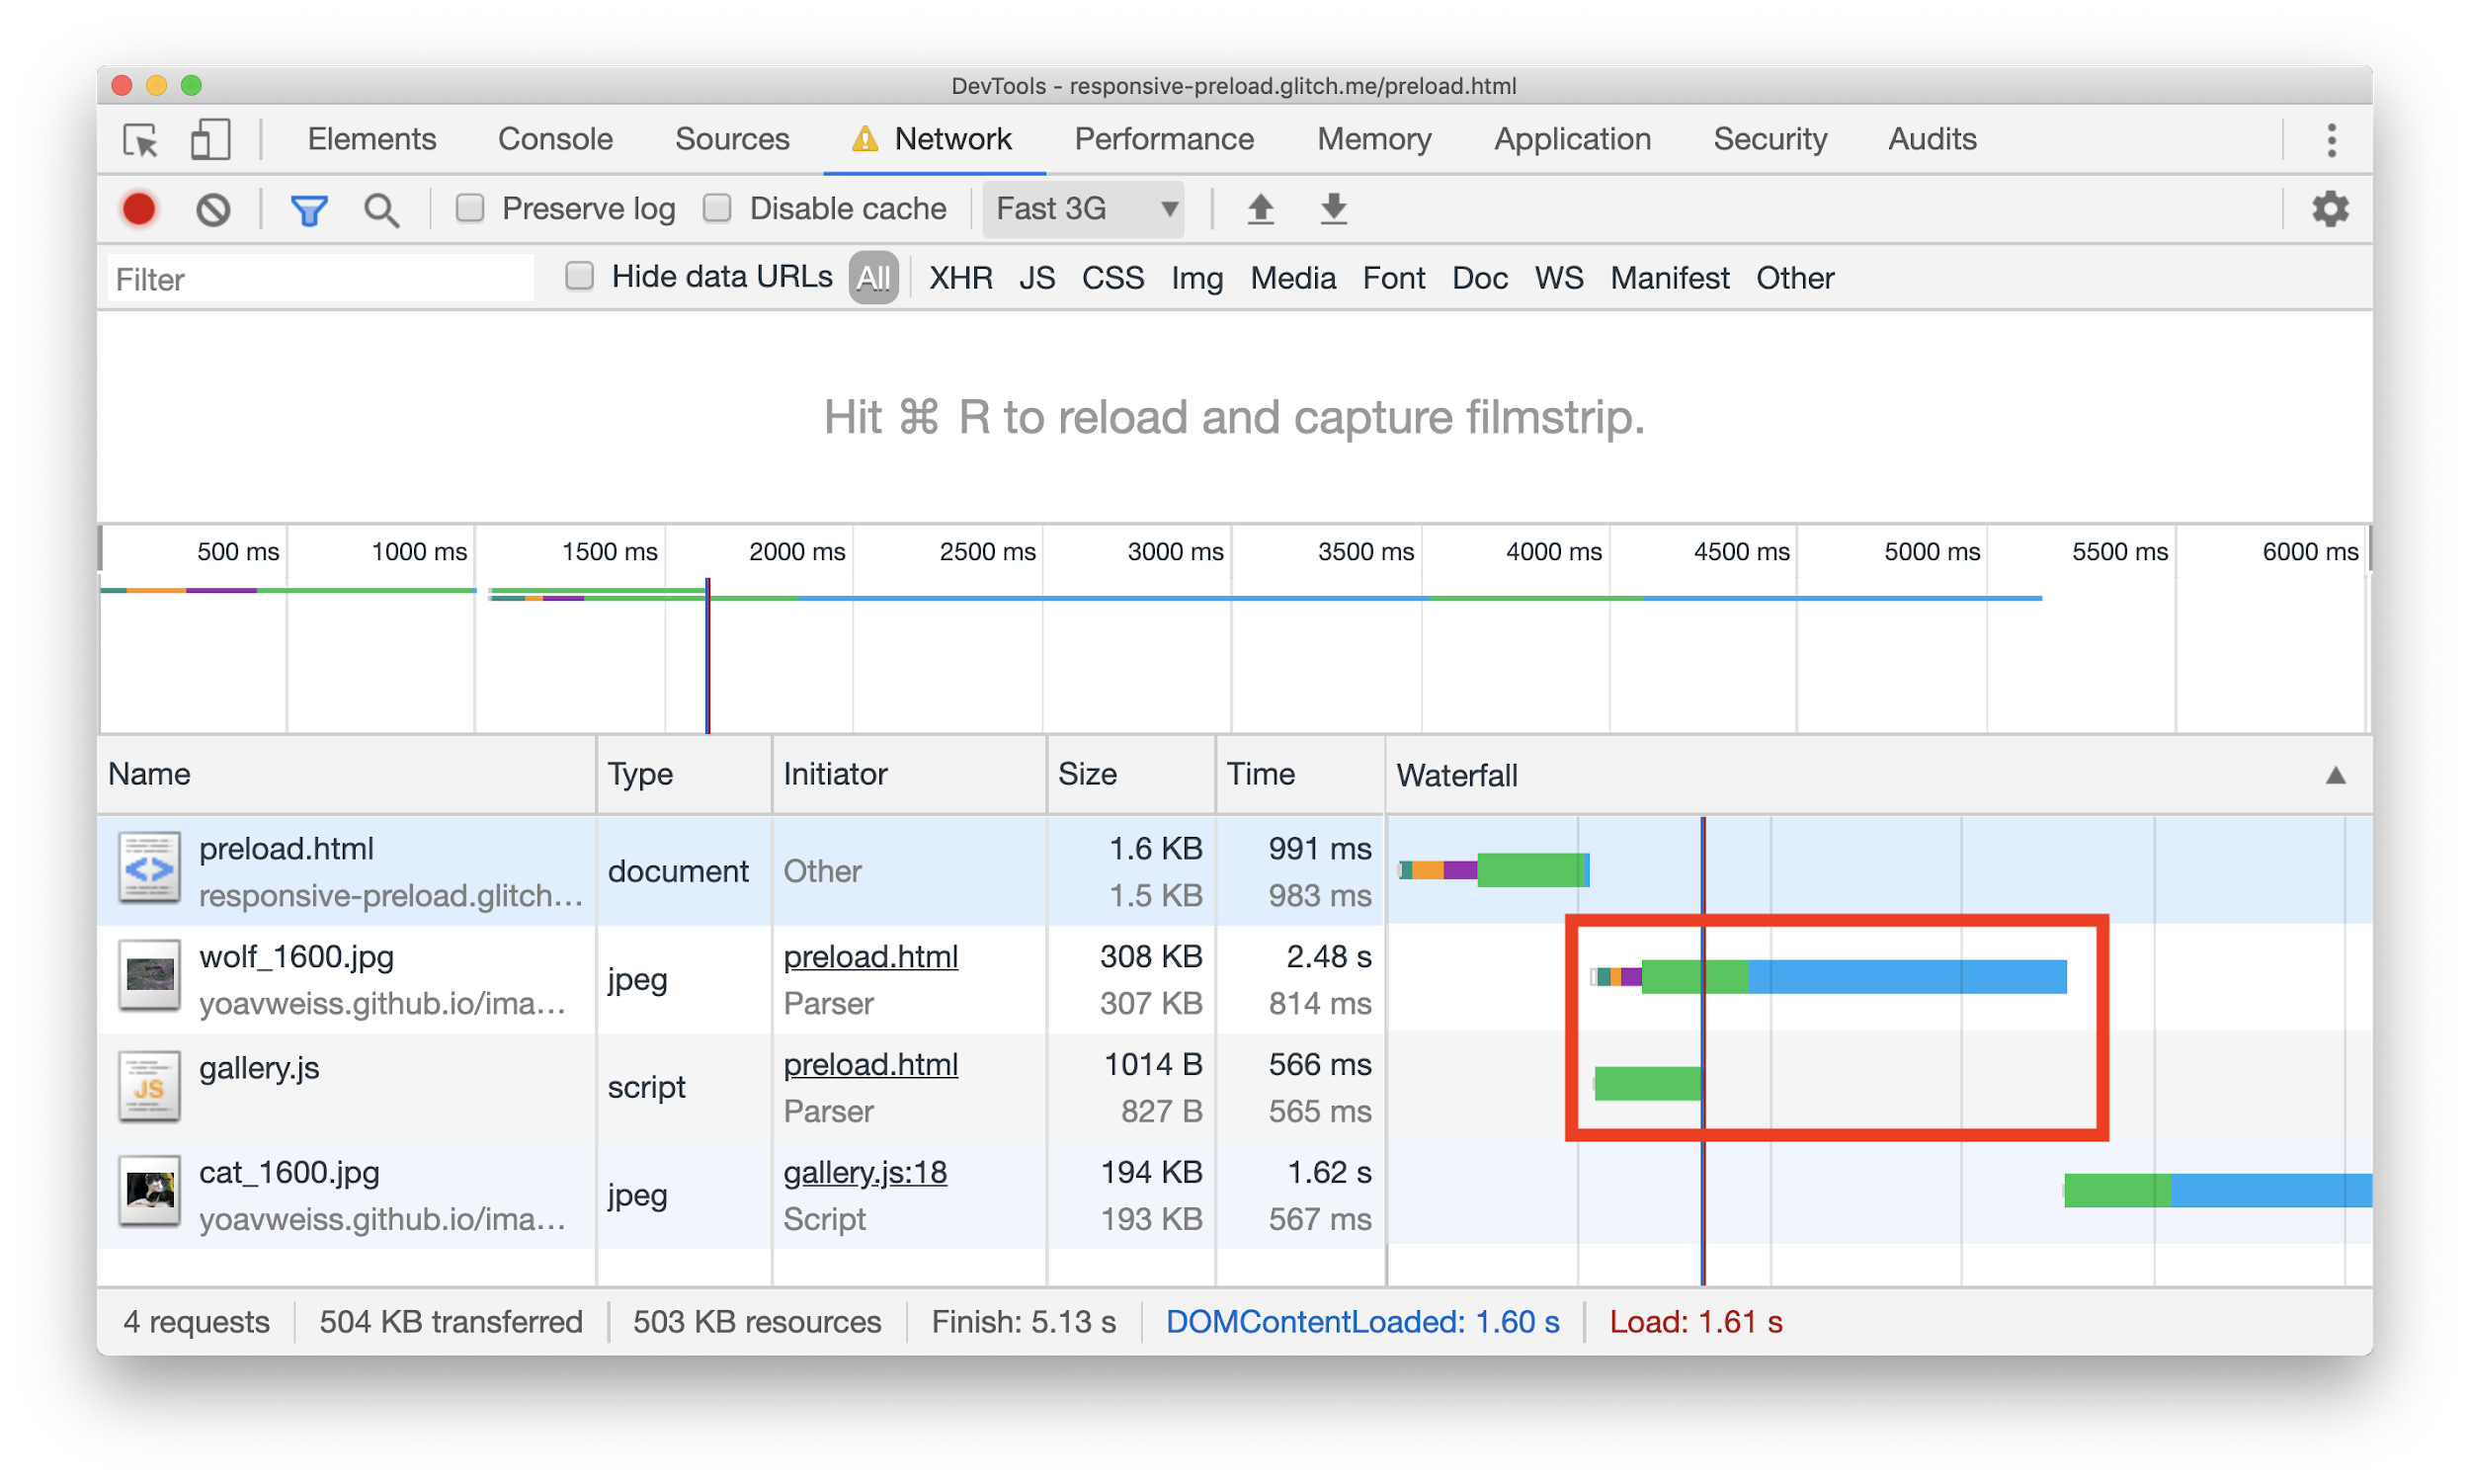 DevTools - responsive-preload.glitch.me/preload.html
Elements Console Sources Network Performance Memory Application Security Audits
Preserve log Disable cache Fast 3G
Filter Hide data URLs All XHR JS CSS Img Media Font Doc WS Manifest Other
Hit ⌘ R to reload and capture filmstrip.
500 ms 1000 ms 1500 ms 2000 ms 2500 ms 3000 ms 3500 ms 4000 ms 4500 ms 5000 ms 5500 ms 6000 ms
Name Type Initiator Size Time Waterfall
preload.html document Other 1.6 KB 991 ms
responsive-preload.glitch... 1.5 KB 983 ms
wolf_1600.jpg jpeg preload.html 308 KB 2.48 s
yoavweiss.github.io/ima... Parser 307 KB 814 ms
gallery.js script preload.html 1014 B 566 ms
JS Parser 827 B 565 ms
cat_1600.jpg jpeg gallery.js:18 194 KB 1.62 s
yoavweiss.github.io/ima... Script 193 KB 567 ms
4 requests 504 KB transferred 503 KB resources Finish: 5.13 s DOMContentLoaded: 1.60 s Load: 1.61 s